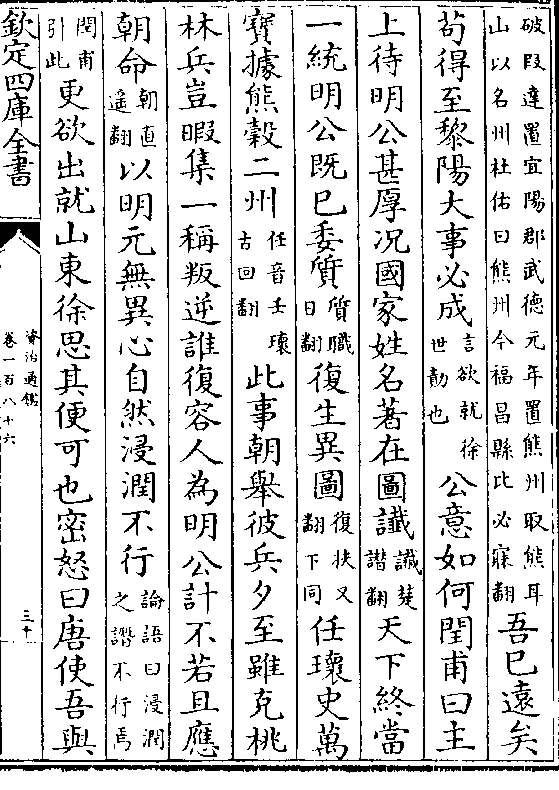 破段達置宜陽郡武德元年置熊州取熊耳
山以名州杜佑曰熊州今福昌縣比必寐翻
吾已遠矣
苟得至黎陽大事必成
言欲就徐
世勣也
公意如何閏甫曰主
上待明公甚厚况國家姓名著在圖讖
讖楚
譖翻
天下終當
一統明公既已委質
質職
日翻
復生異圖
復扶又
翻下同
任瓌史萬
寶據熊穀二州
任音壬瓌
古回翻
此事朝舉彼兵夕至雖克桃
林兵豈暇集一稱叛逆誰復容人為明公計不若且應
朝命
朝直
遥翻
以明元無異心自然浸潤不行
論語曰浸潤
之譖不行焉
閏甫
引此
更欲出就山東徐思其便可也密怒曰唐使吾與
欽定四庫全書
資治通鑑
卷一百八十六
三十